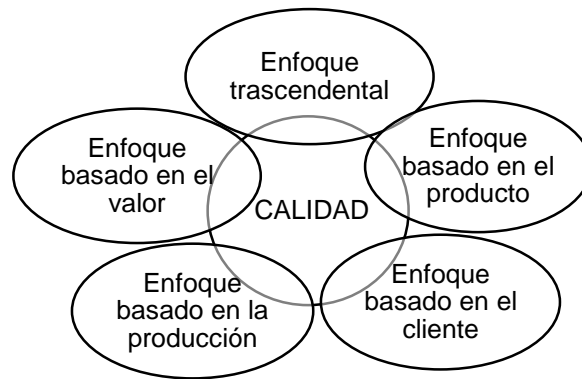 Enfoque
trascendental
Enfoque
basado en el
valor
Enfoque
basado en el
producto
CALIDAD
Enfoque
basado en la
producción
Enfoque
basado en el
cliente